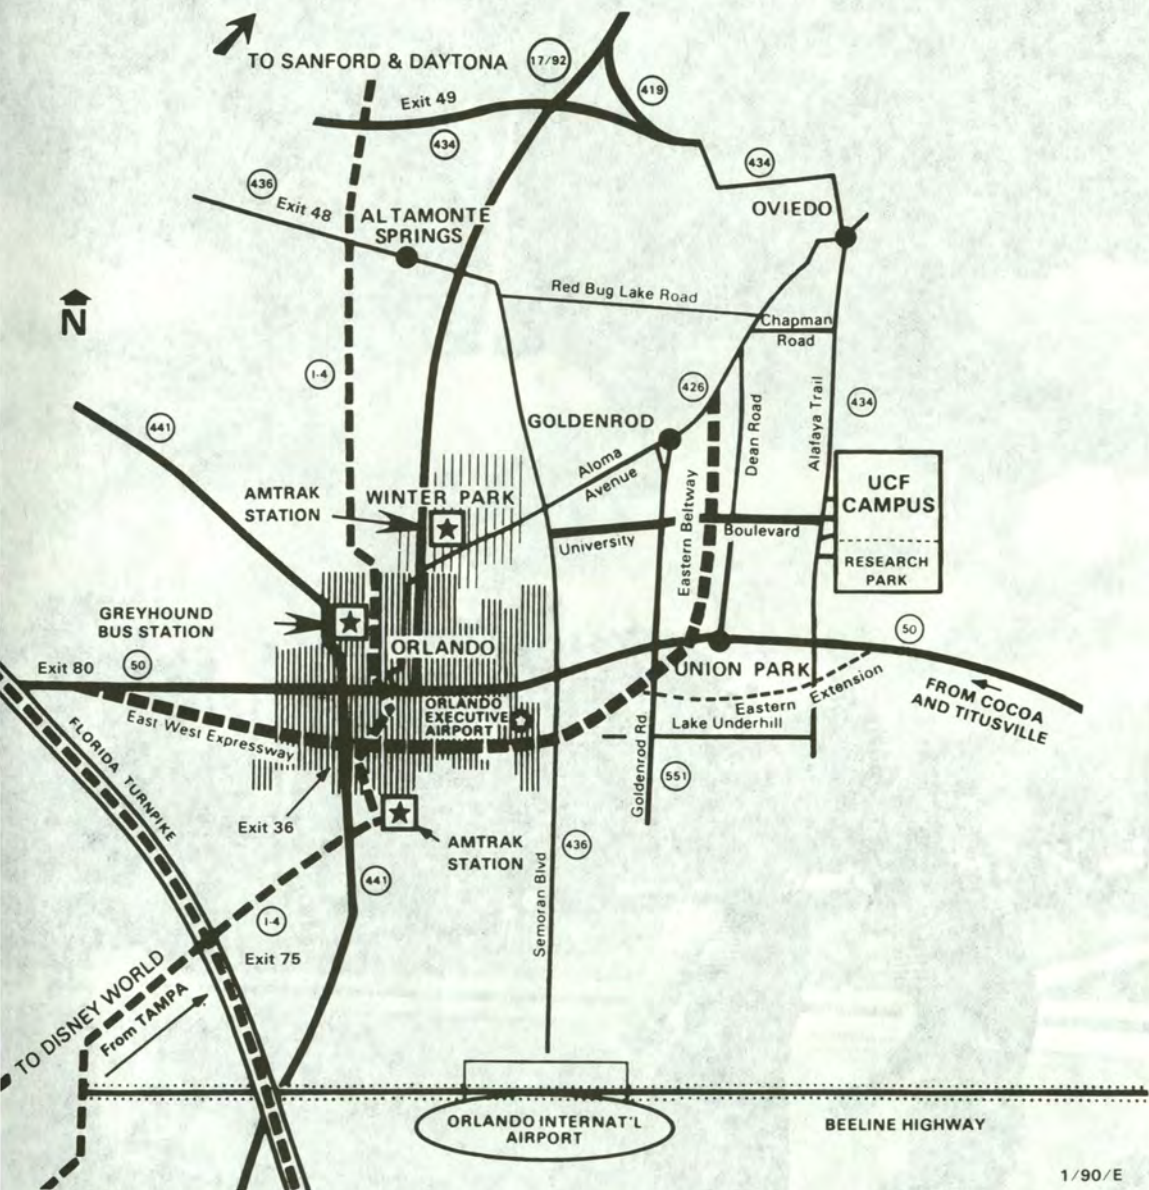 TO SANFORD & DAYTONA
17/92
419
Exit 49
434
434
436
Exit 48
ALTAMONTE
SPRINGS
OVIEDO
N
Red Bug Lake Road
Chapman
Road
I-4
426
Dean Road
Alafaya Trail
434
441
GOLDENROD
Aloma
Avenue
UCF
CAMPUS
AMTRAK
STATION
WINTER PARK
Eastern Beltway
University
Boulevard
RESEARCH
PARK
GREYHOUND
BUS STATION
ORLANDO
50
Exit 80
50
UNION PARK
Eastern Extension
FROM COCOA
AND TITUSVILLE
East West Expressway
ORLANDO
EXECUTIVE
AIRPORT
Lake Underhill
Goldenrod Rd
551
FLORIDA TURNPIKE
Exit 36
AMTRAK
STATION
436
Semoran Blvd
441
I-4
Exit 75
TO DISNEY WORLD
From TAMPA
ORLANDO INTERNAT'L
AIRPORT
BEELINE HIGHWAY
1/90/E